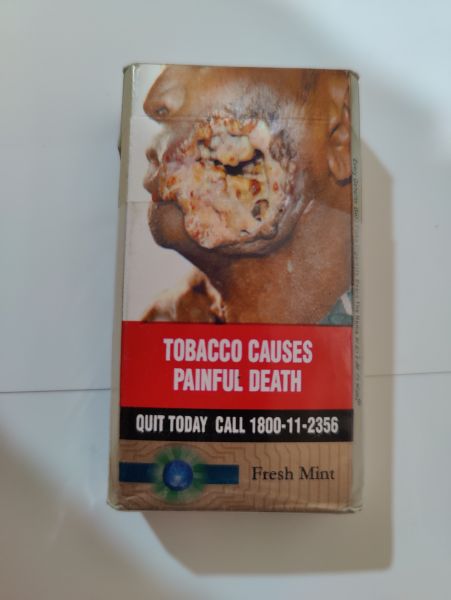 TOBACCO CAUSES
PAINFUL DEATH
QUIT TODAY CALL 1800-11-2356
Fresh Mint